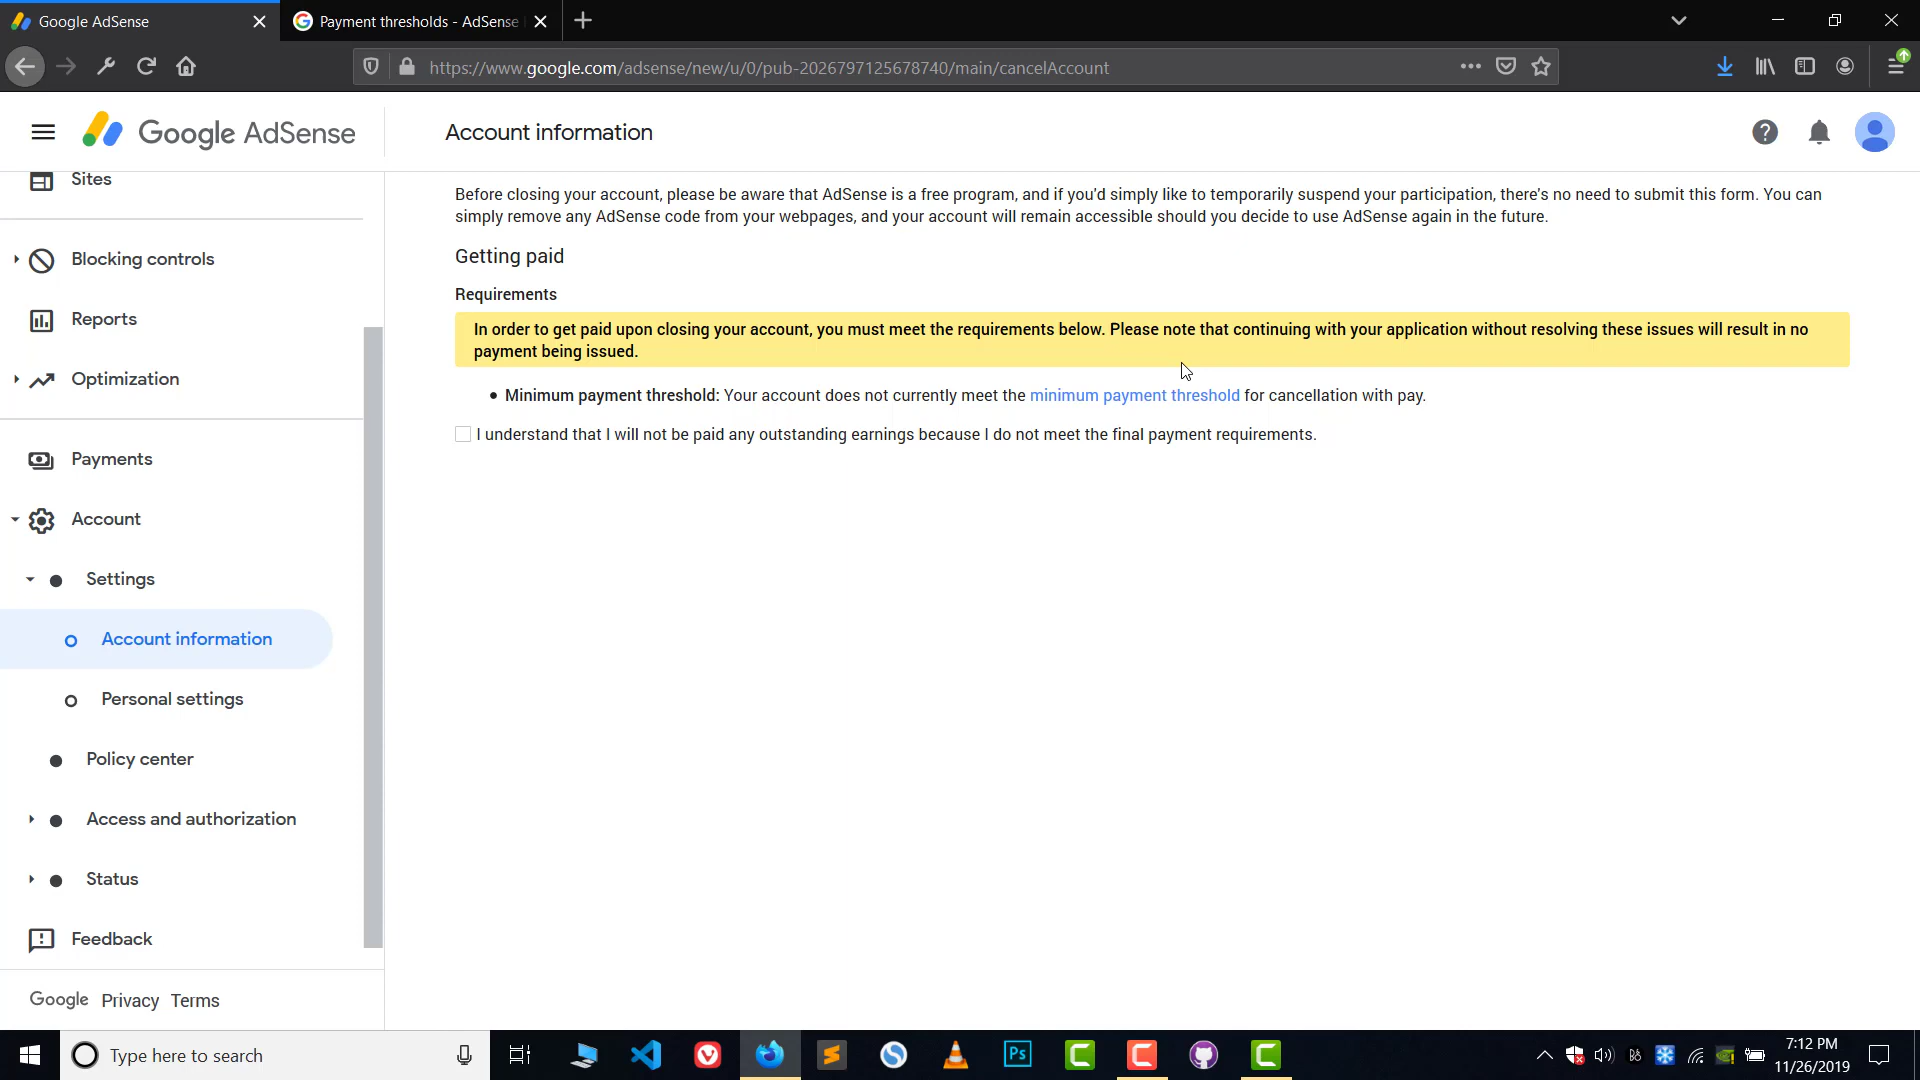 Google AdSense
Payment thresholds - AdSense
https://www.google.com/adsense/new/u/0/pub-2026797125678740/main/cancelAccount
Google AdSense
Account information
Sites
Blocking controls
Reports
Optimization
Payments
Account
Settings
Account information
Personal settings
Policy center
Access and authorization
Status
Feedback
Google Privacy Terms
Before closing your account, please be aware that AdSense is a free program, and if you'd simply like to temporarily suspend your participation, there's no need to submit this form. You can
simply remove any AdSense code from your webpages, and your account will remain accessible should you decide to use AdSense again in the future.
Getting paid
Requirements
In order to get paid upon closing your account, you must meet the requirements below. Please note that continuing with your application without resolving these issues will result in no
payment being issued.
Minimum payment threshold: Your account does not currently meet the minimum payment threshold for cancellation with pay.
I understand that I will not be paid any outstanding earnings because I do not meet the final payment requirements.
Type here to search
Ps
7:12 PM
11/26/2019